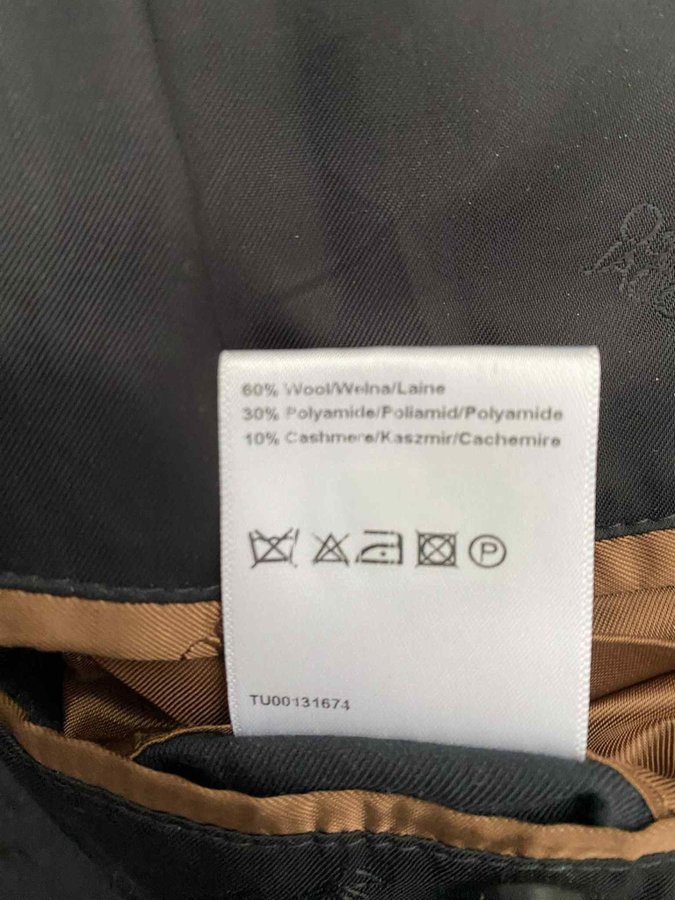 60% Wool/Wełna/Laine
30% Polyamide/Poliamid/Polyamide
10% Cashmere/Kaszmir/Cachemire
P
TU00131674